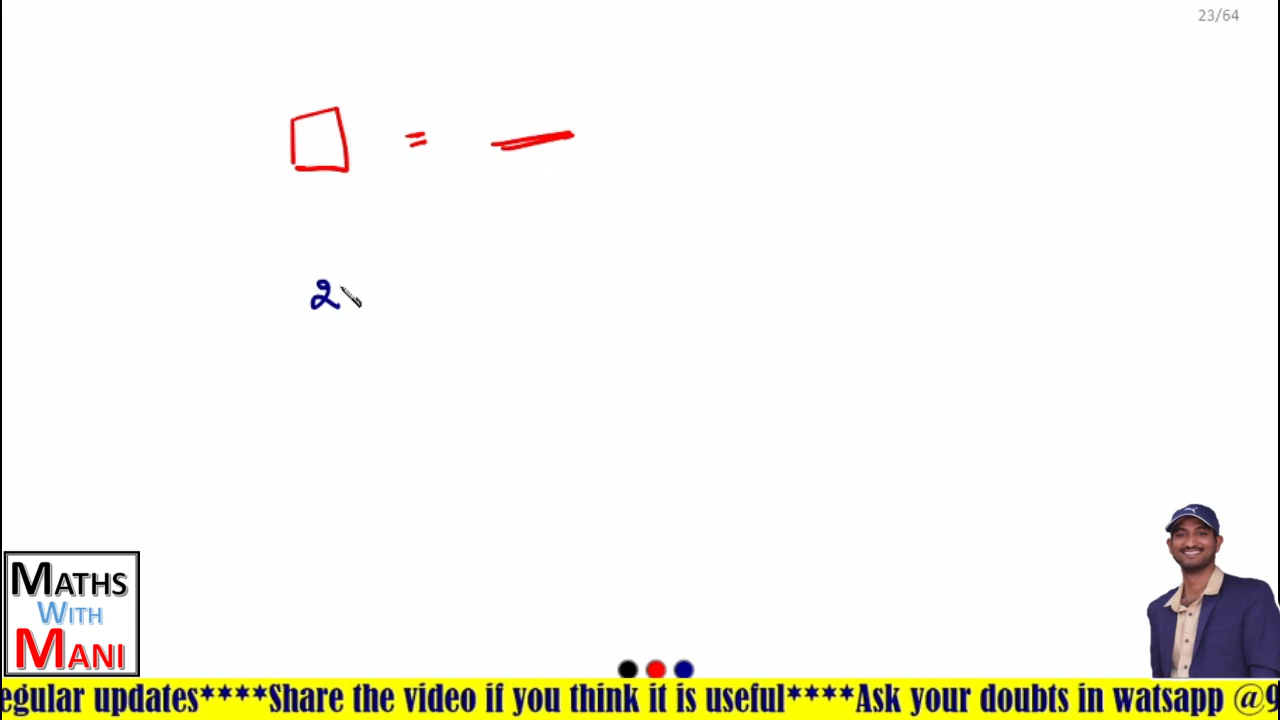 23/64
=
2
MATHS
WITH
MANI
egular updates****Share the video if you think it is useful****Ask your doubts in watsapp @9